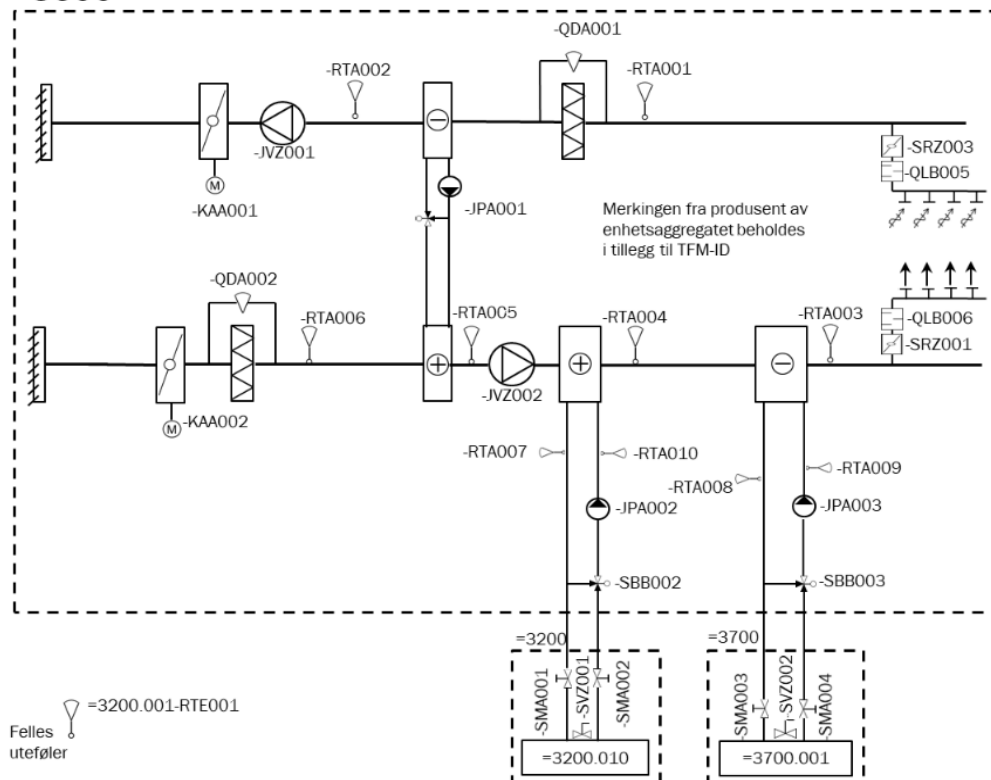 -QDA001
-RTA002
-RTA001
-JVZ001
-SRZ003
-QLB005
M
-KAA001
-JPA001
Merkingen fra produsent av
enhetsaggregatet beholdes
i tillegg til TFM-ID
-QDA002
-RTA006
-RTA005
-RTA004
-RTA003
-QLB006
-SRZ001
-JVZ002
M
-KAA002
-RTA007
-RTA010
-RTA009
-RTA008
-JPA002
-JPA003
-SBB002
-SBB003
=3200
=3700
-SMA001
-SVZ001
-SMA002
-SMA003
-SVZ002
-SMA004
=3200.001-RTE001
Felles
uteføler
=3200.010
=3700.001